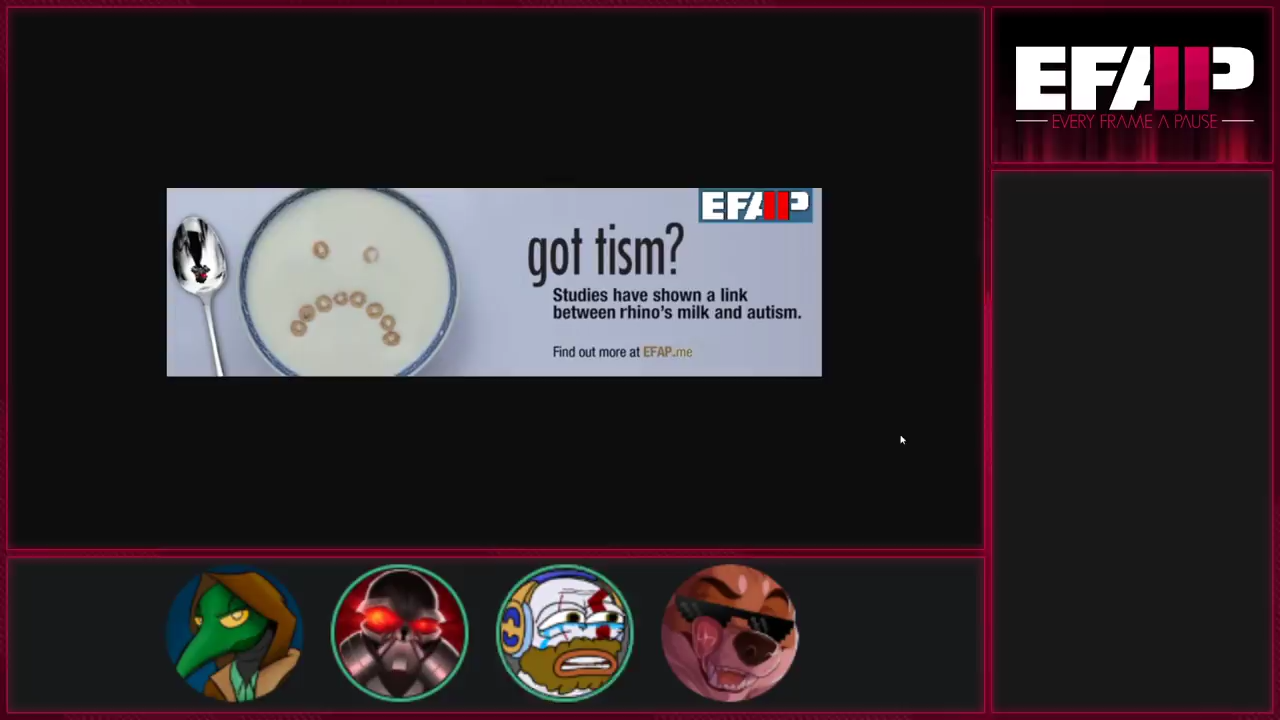 EFAP
EVERY FRAME A PAUSE
EFAP
got tism?
Studies have shown a link
between rhino's milk and autism.
Find out more at EFAP.me